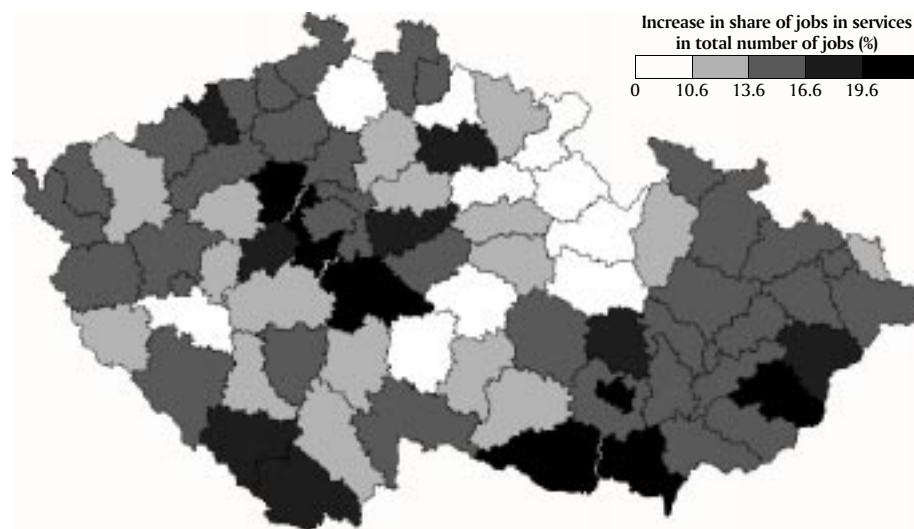 Increase in share of jobs in services
in total number of jobs (%)
0 10.6 13.6 16.6 19.6